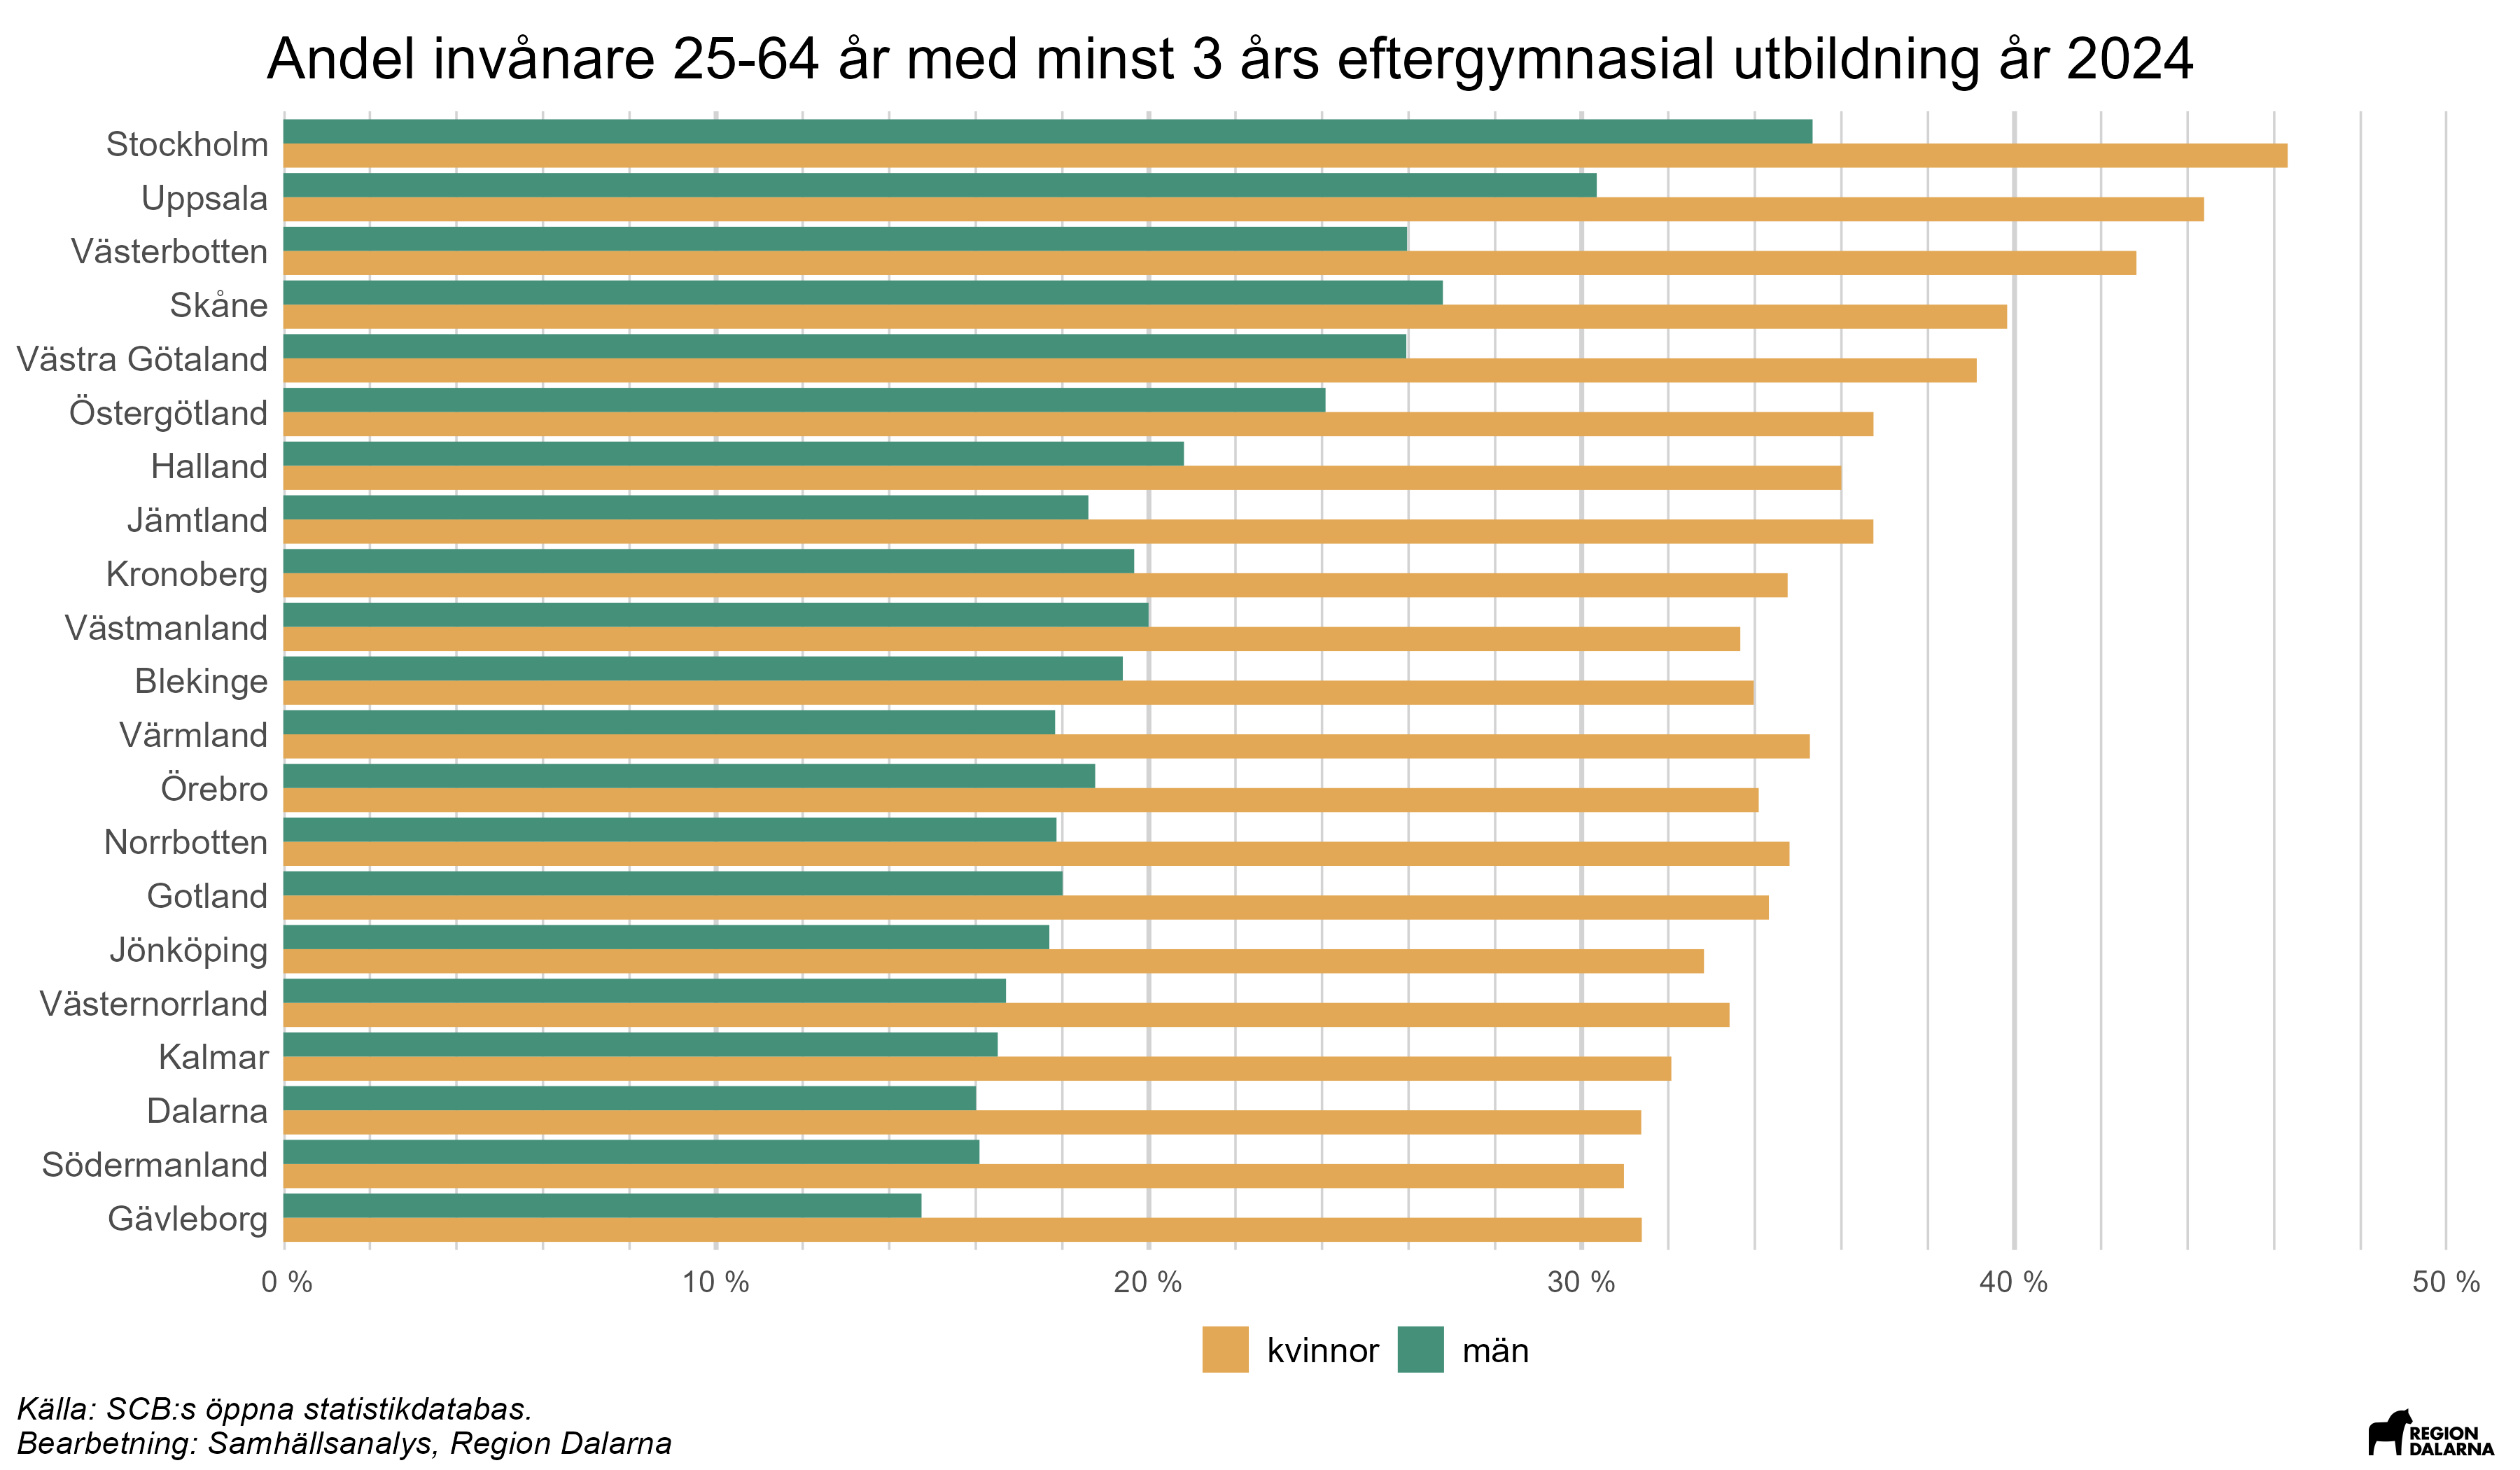 Andel invånare 25-64 år med minst 3 års eftergymnasial utbildning år 2024
Stockholm
Uppsala
Västerbotten
Skåne
Västra Götaland
Östergötland
Halland
Jämtland
Kronoberg
Västmanland
Blekinge
Värmland
Örebro
Norrbotten
Gotland
Jönköping
Västernorrland
Kalmar
Dalarna
Södermanland
Gävleborg
0 % 10 % 20 % 30 % 40 % 50 %
kvinnor män
Källa: SCB:s öppna statistikdatabas.
Bearbetning: Samhällsanalys, Region Dalarna
REGION
DALARNA